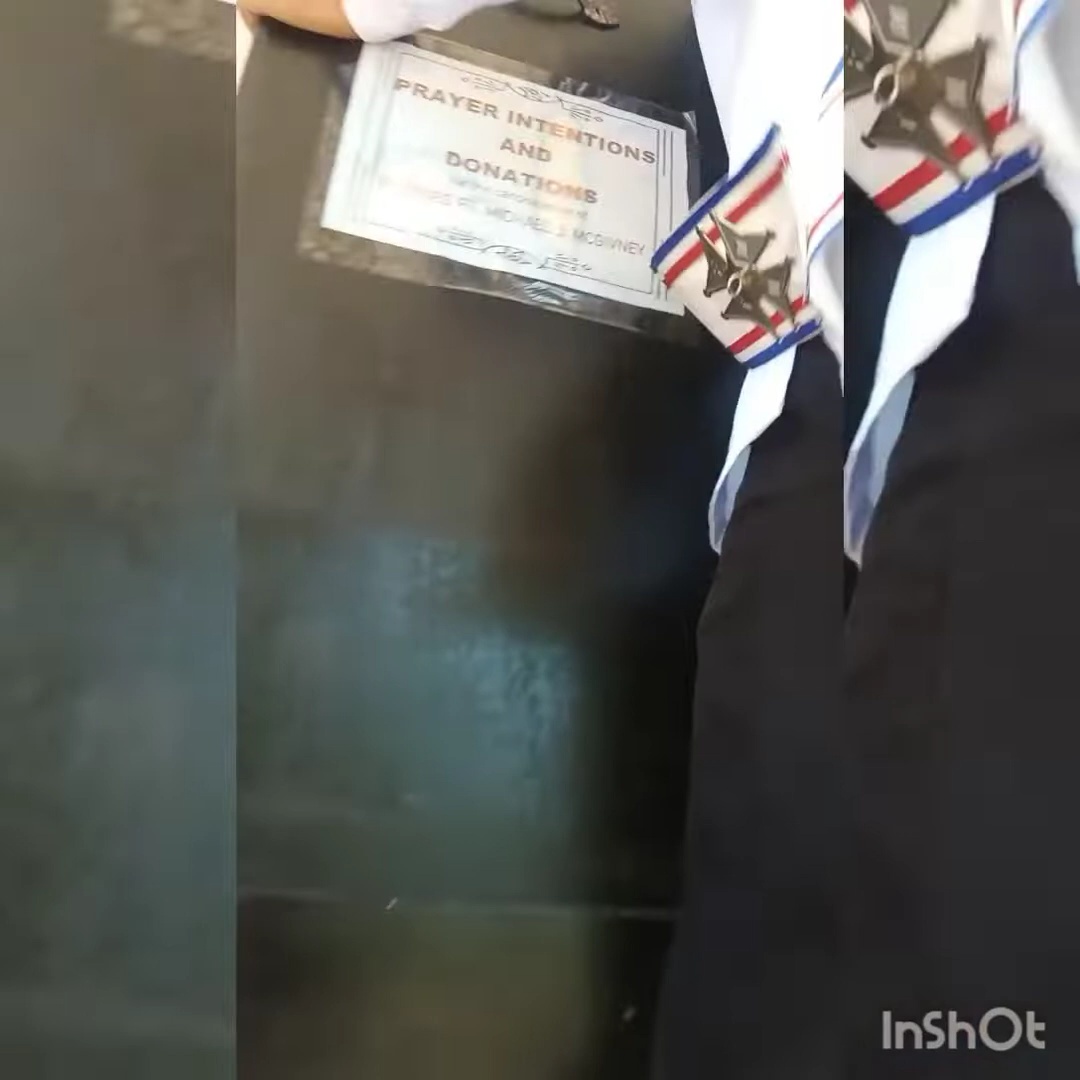 PRAYER INTENTIONS
AND
DONATIONS
MICHAEL J. MCGIVNEY
InShOt